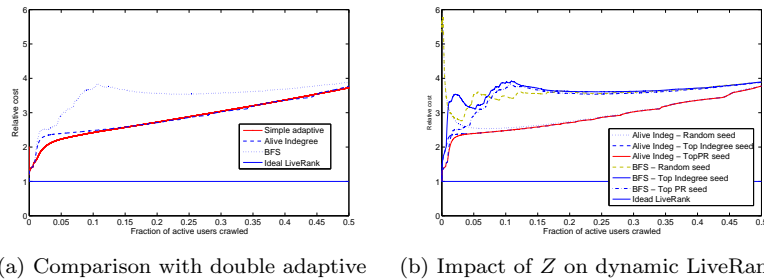 6
5
4
3
2
1
0
Relative cost
0 0.05 0.1 0.15 0.2 0.25 0.3 0.35 0.4 0.45 0.5
Fraction of active users crawled
Simple adaptive
Alive Indegree
BFS
Ideal LiveRank
(a) Comparison with double adaptive
6
5
4
3
2
1
0
Relative cost
0 0.05 0.1 0.15 0.2 0.25 0.3 0.35 0.4 0.45 0.5
Fraction of active users crawled
Alive Indeg − Random seed
Alive Indeg − Top Indegree seed
Alive Indeg − TopPR seed
BFS − Random seed
BFS − Top Indegree seed
BFS − Top PR seed
Idead LiveRank
(b) Impact of Z on dynamic LiveRan